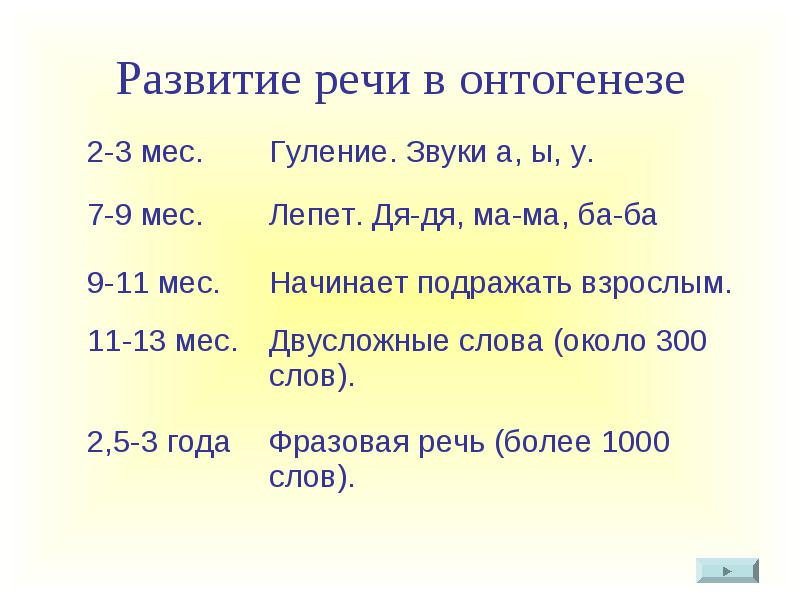 Развитие речи в онтогенезе
2-3 мес. Гуление. Звуки а, ы, у.
7-9 мес. Лепет. Дя-дя, ма-ма, ба-ба
9-11 мес. Начинает подражать взрослым.
11-13 мес. Двусложные слова (около 300
слов).
2,5-3 года Фразовая речь (более 1000
слов).